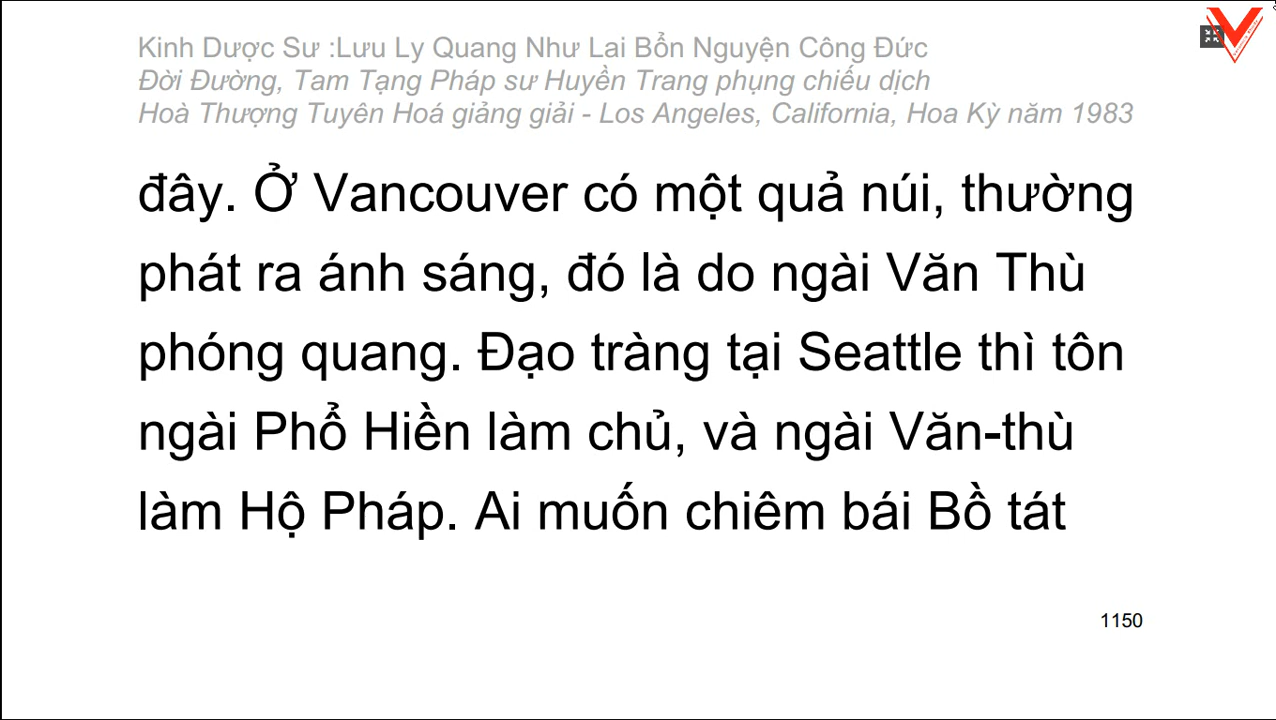 Kinh Dược Sư :Lưu Ly Quang Như Lai Bổn Nguyện Công Đức
Đời Đường, Tam Tạng Pháp sư Huyền Trang phụng chiếu dịch
Hoà Thượng Tuyên Hoá giảng giải - Los Angeles, California, Hoa Kỳ năm 1983
đây. Ở Vancouver có một quả núi, thường
phát ra ánh sáng, đó là do ngài Văn Thù
phóng quang. Đạo tràng tại Seattle thì tôn
ngài Phổ Hiền làm chủ, và ngài Văn-thù
làm Hộ Pháp. Ai muốn chiêm bái Bồ tát
1150